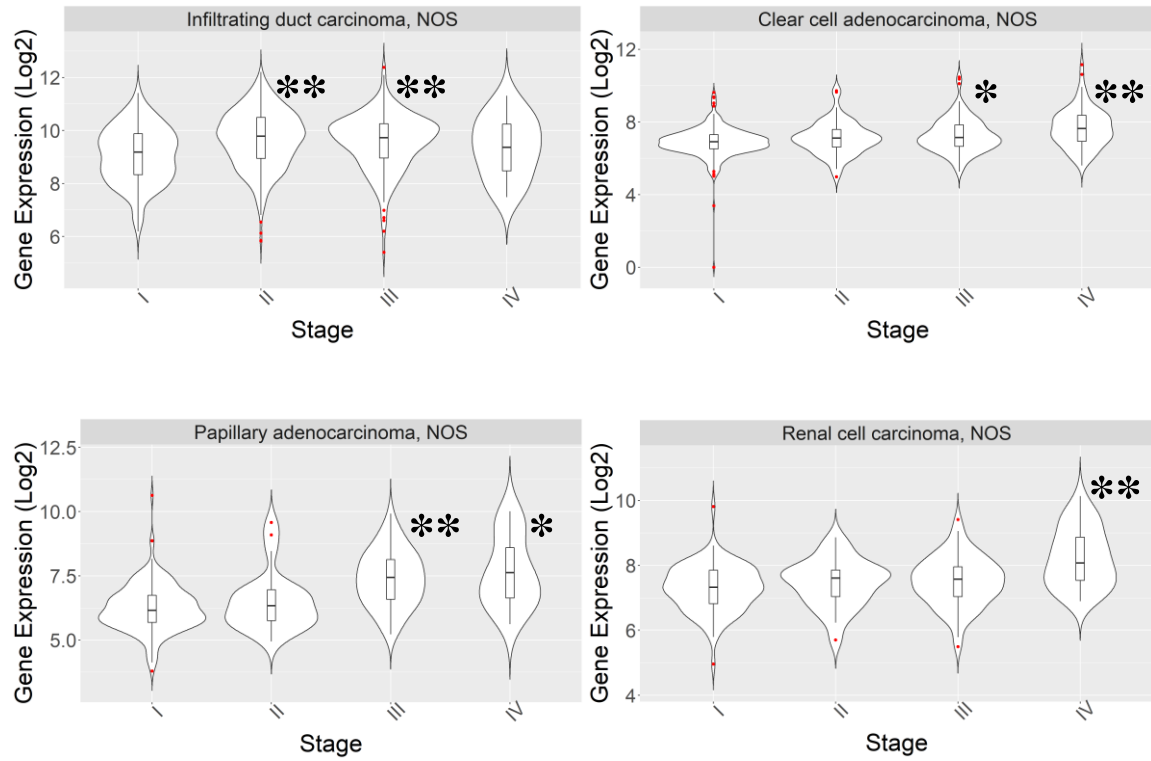 Infiltrating duct carcinoma, NOS
Gene Expression (Log2)
12
10
8
6
I II III IV
Stage
** **
Clear cell adenocarcinoma, NOS
Gene Expression (Log2)
12
8
4
0
I II III IV
Stage
* **
Papillary adenocarcinoma, NOS
Gene Expression (Log2)
12.5
10.0
7.5
5.0
I II III IV
Stage
** *
Renal cell carcinoma, NOS
Gene Expression (Log2)
10
8
6
4
I II III IV
Stage
**